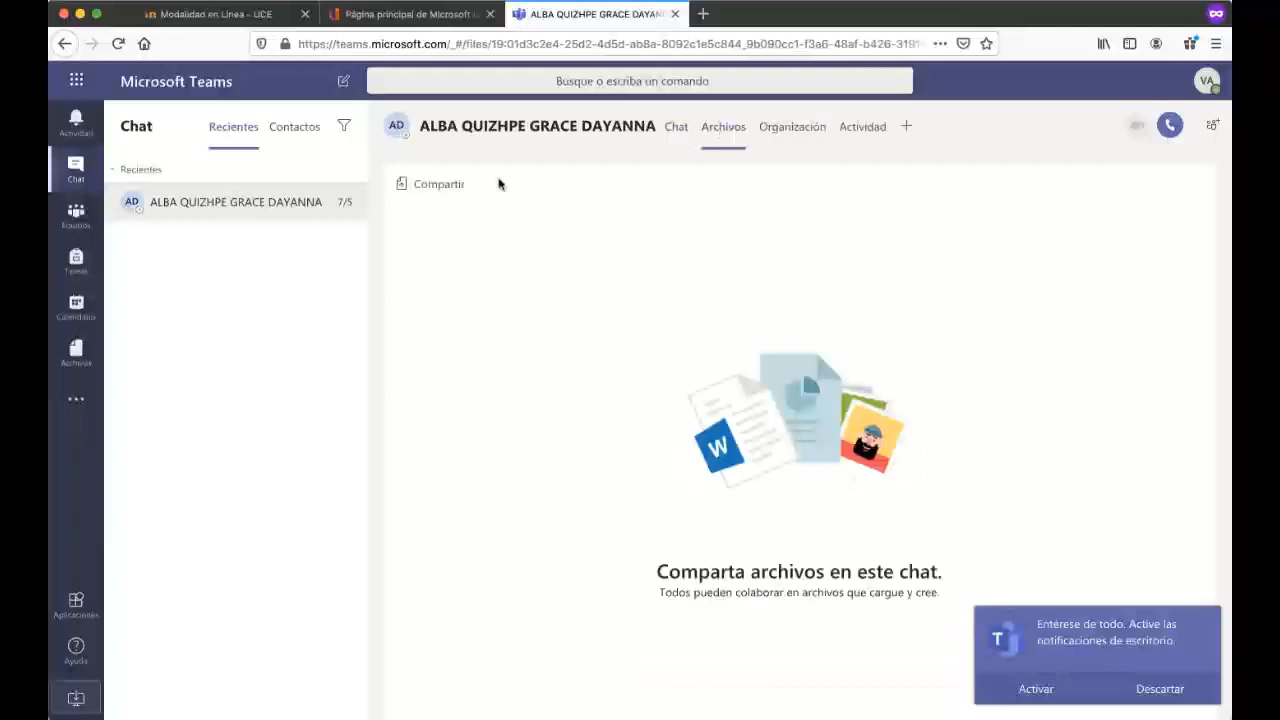 Modalidad en Línea - UCE
Página principal de Microsoft
ALBA QUIZHPE GRACE DAYAN
https://teams.microsoft.com/_#/files/19:01d3c2e4-25d2-4d5d-ab8a-8092c1e5c844_9b090cc1-f3a6-48af-b426-319
Microsoft Teams
Busque o escriba un comando
VA
Actividad
Chat
Equipos
Tareas
Calendario
Archivos
Aplicaciones
Ayuda
Chat
Recientes
Contactos
Recientes
AD
ALBA QUIZHPE GRACE DAYANNA
7/5
AD
ALBA QUIZHPE GRACE DAYANNA
Chat
Archivos
Organización
Actividad
Compartir
W
Comparta archivos en este chat.
Todos pueden colaborar en archivos que cargue y cree.
T
Entérese de todo. Active las
notificaciones de escritorio.
Activar
Descartar